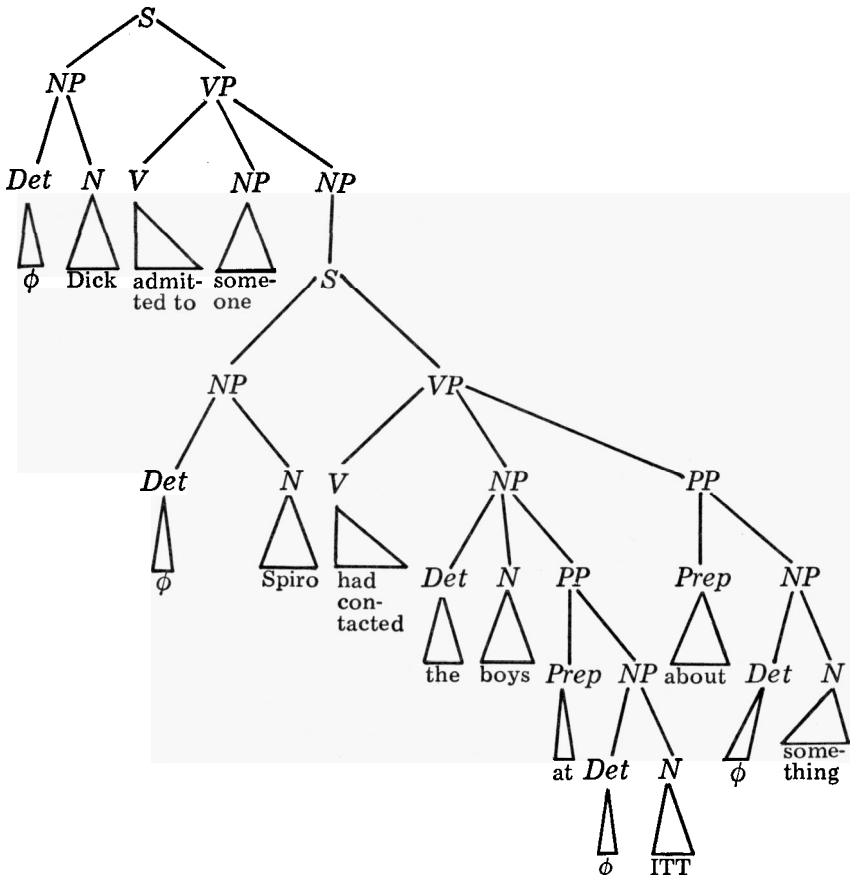 S
NP VP
Det N V NP NP
ϕ Dick admit- some-
ted to one
S
NP VP
Det N V NP PP
ϕ Spiro had Det N PP Prep NP
con-
tacted
the boys Prep NP about Det N
some-
at Det N ϕ thing
ϕ ITT